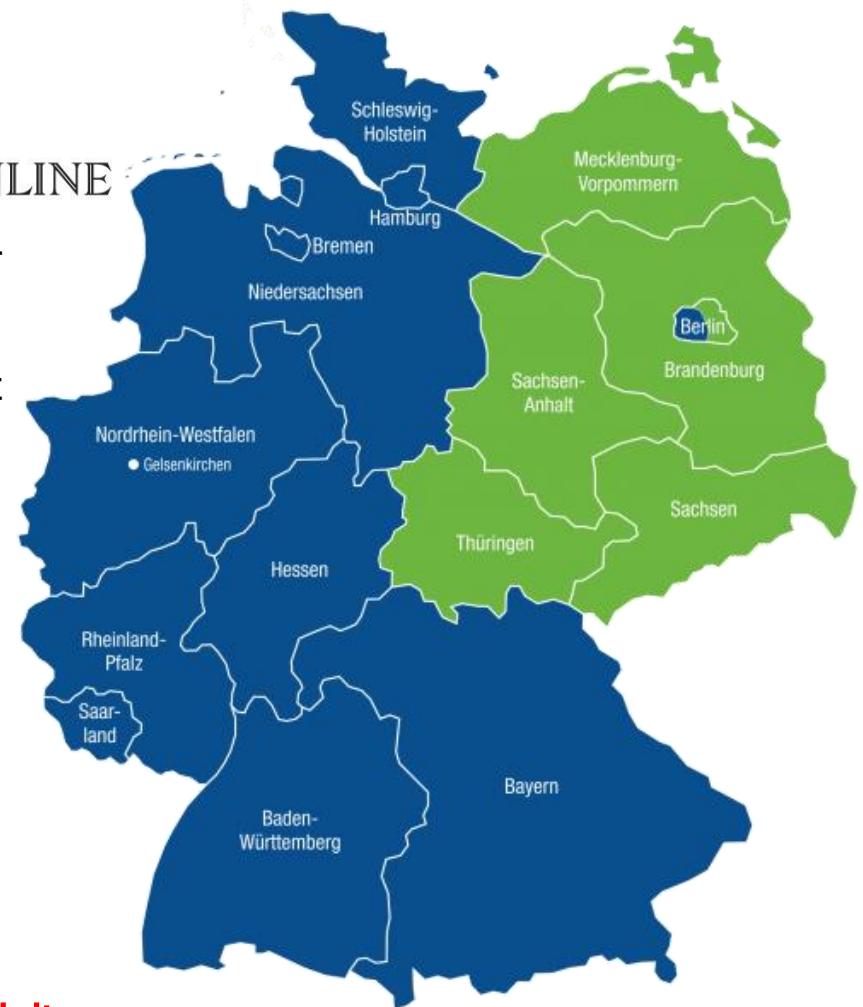 Schleswig-
Holstein
NLINE
Mecklenburg-
Vorpommern
Hamburg
Bremen
Niedersachsen
Berlin
Brandenburg
Sachsen-
Anhalt
Nordrhein-Westfalen
Gelsenkirchen
Sachsen
Thüringen
Hessen
Rheinland-
Pfalz
Saar-
land
Bayern
Baden-
Württemberg